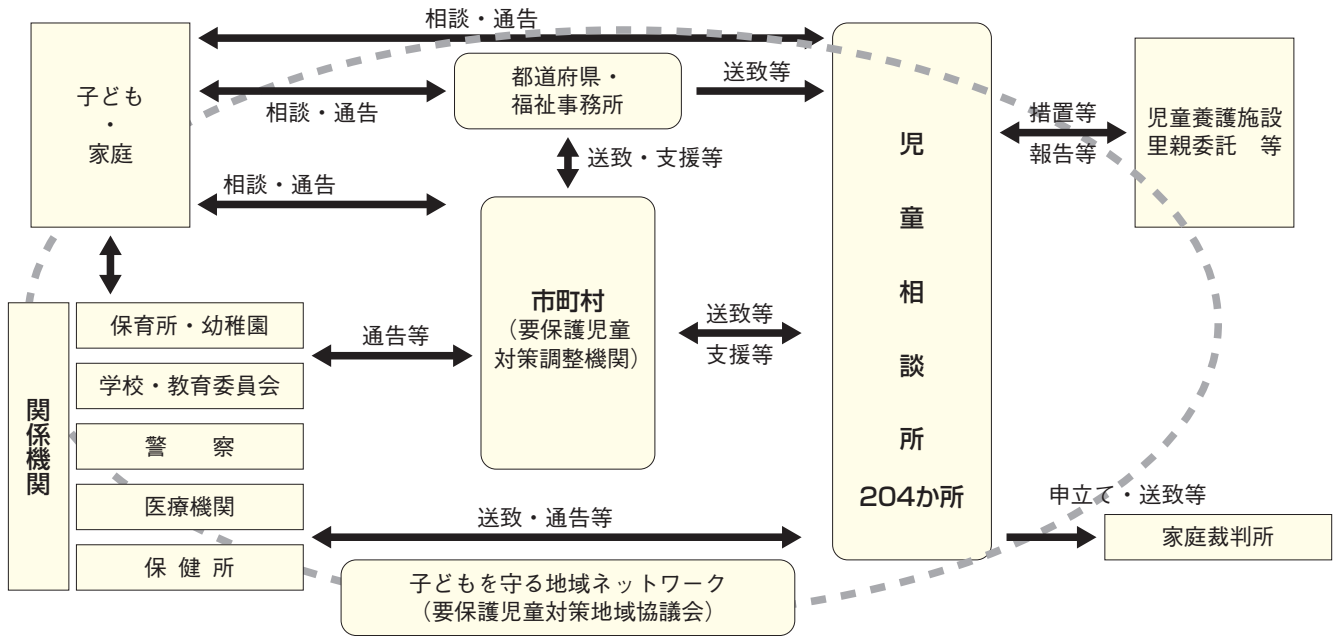 相談・通告
子ども
・
家庭
相談・通告
都道府県・
福祉事務所
送致等
送致・支援等
相談・通告
児童相談所
204か所
措置等
報告等
児童養護施設
里親委託　等
市町村
（要保護児童
対策調整機関）
送致等
支援等
関係機関
保育所・幼稚園
学校・教育委員会
警　　察
医療機関
保 健 所
通告等
送致・通告等
申立て・送致等
家庭裁判所
子どもを守る地域ネットワーク
（要保護児童対策地域協議会）